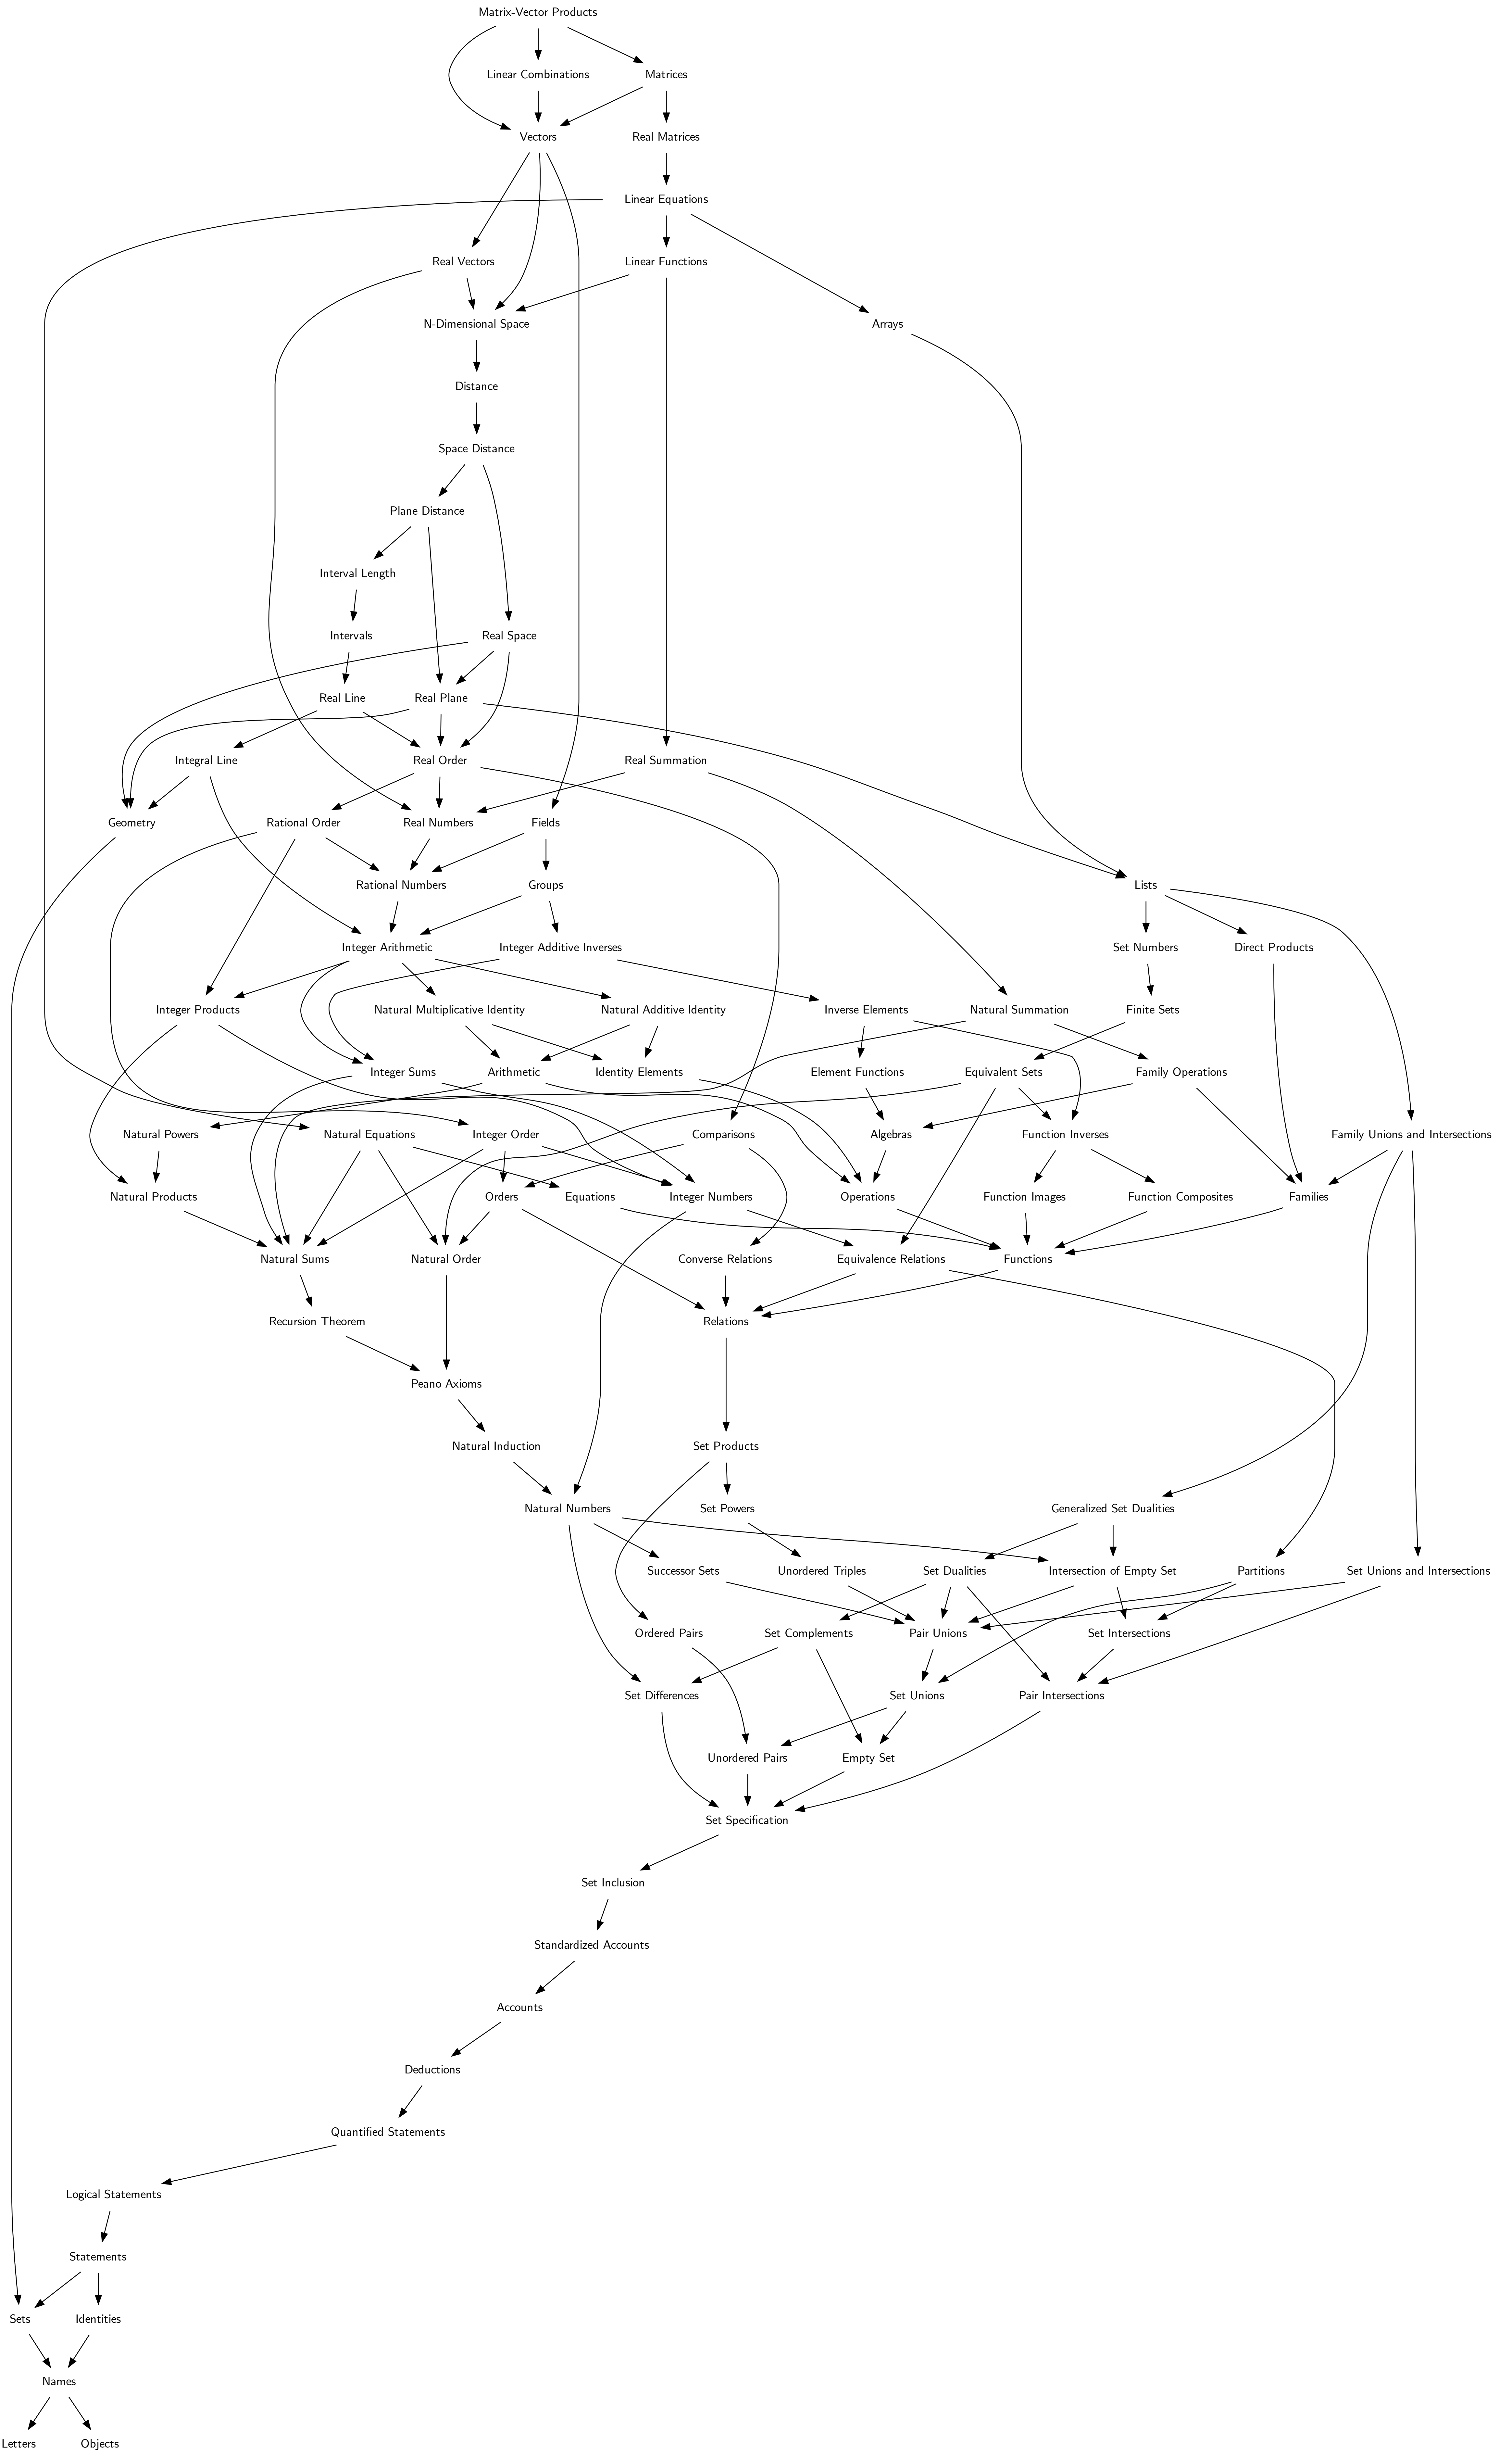 Matrix-Vector Products
Linear Combinations
Matrices
Vectors
Real Matrices
Linear Equations
Real Vectors
Linear Functions
N-Dimensional Space
Arrays
Distance
Space Distance
Plane Distance
Interval Length
Intervals
Real Space
Real Line
Real Plane
Integral Line
Real Order
Real Summation
Geometry
Rational Order
Real Numbers
Fields
Rational Numbers
Groups
Lists
Integer Arithmetic
Integer Additive Inverses
Set Numbers
Direct Products
Integer Products
Natural Multiplicative Identity
Natural Additive Identity
Inverse Elements
Natural Summation
Finite Sets
Integer Sums
Arithmetic
Identity Elements
Element Functions
Equivalent Sets
Family Operations
Natural Powers
Natural Equations
Integer Order
Comparisons
Algebras
Function Inverses
Family Unions and Intersections
Natural Products
Orders
Equations
Integer Numbers
Operations
Function Images
Function Composites
Families
Natural Sums
Natural Order
Converse Relations
Equivalence Relations
Functions
Recursion Theorem
Relations
Peano Axioms
Natural Induction
Set Products
Natural Numbers
Set Powers
Generalized Set Dualities
Successor Sets
Unordered Triples
Set Dualities
Intersection of Empty Set
Partitions
Set Unions and Intersections
Ordered Pairs
Set Complements
Pair Unions
Set Intersections
Set Differences
Set Unions
Pair Intersections
Unordered Pairs
Empty Set
Set Specification
Set Inclusion
Standardized Accounts
Accounts
Deductions
Quantified Statements
Logical Statements
Statements
Sets
Identities
Names
Letters
Objects